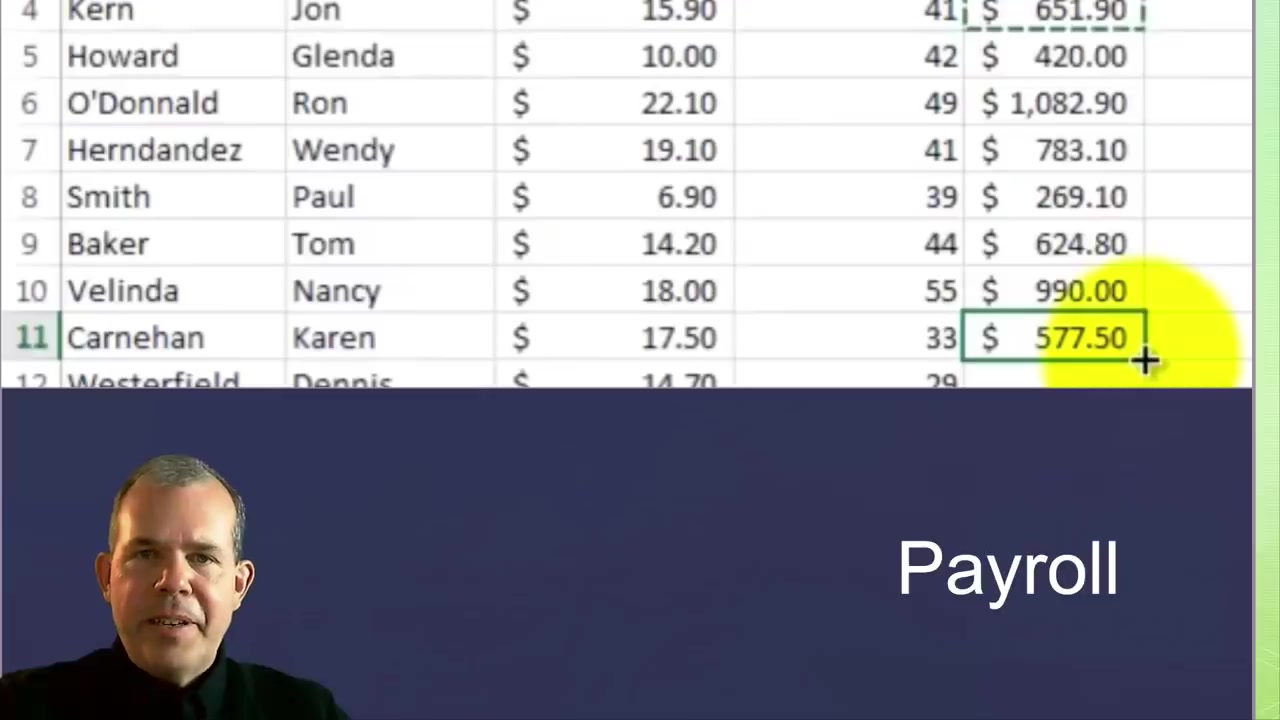 4 Kern Jon $ 15.90 41 $ 651.90
5 Howard Glenda $ 10.00 42 $ 420.00
6 O'Donnald Ron $ 22.10 49 $ 1,082.90
7 Herndandez Wendy $ 19.10 41 $ 783.10
8 Smith Paul $ 6.90 39 $ 269.10
9 Baker Tom $ 14.20 44 $ 624.80
10 Velinda Nancy $ 18.00 55 $ 990.00
11 Carnehan Karen $ 17.50 33 $ 577.50
12 Westerfield Dennis $ 14.70 29
Payroll